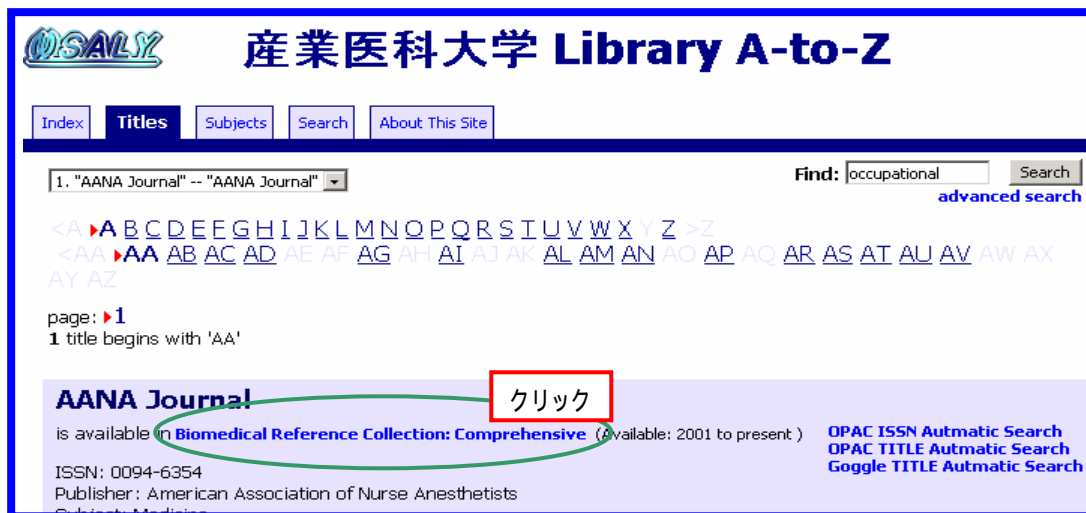 OSALY 産業医科大学 Library A-to-Z
Index Titles Subjects Search About This Site
1. "AANA Journal" -- "AANA Journal" Find: occupational Search
advanced search
<A A B C D E F G H I J K L M N O P Q R S T U V W X Y Z >Z
<AA AA AB AC AD AE AF AG AH AI AJ AK AL AM AN AO AP AQ AR AS AT AU AV AW AX
AY AZ
page: 1
1 title begins with 'AA'
AANA Journal クリック
is available in Biomedical Reference Collection: Comprehensive (Available: 2001 to present ) OPAC ISSN Autmatic Search
OPAC TITLE Autmatic Search
ISSN: 0094-6354 Goggle TITLE Autmatic Search
Publisher: American Association of Nurse Anesthetists
Subject: Medicine